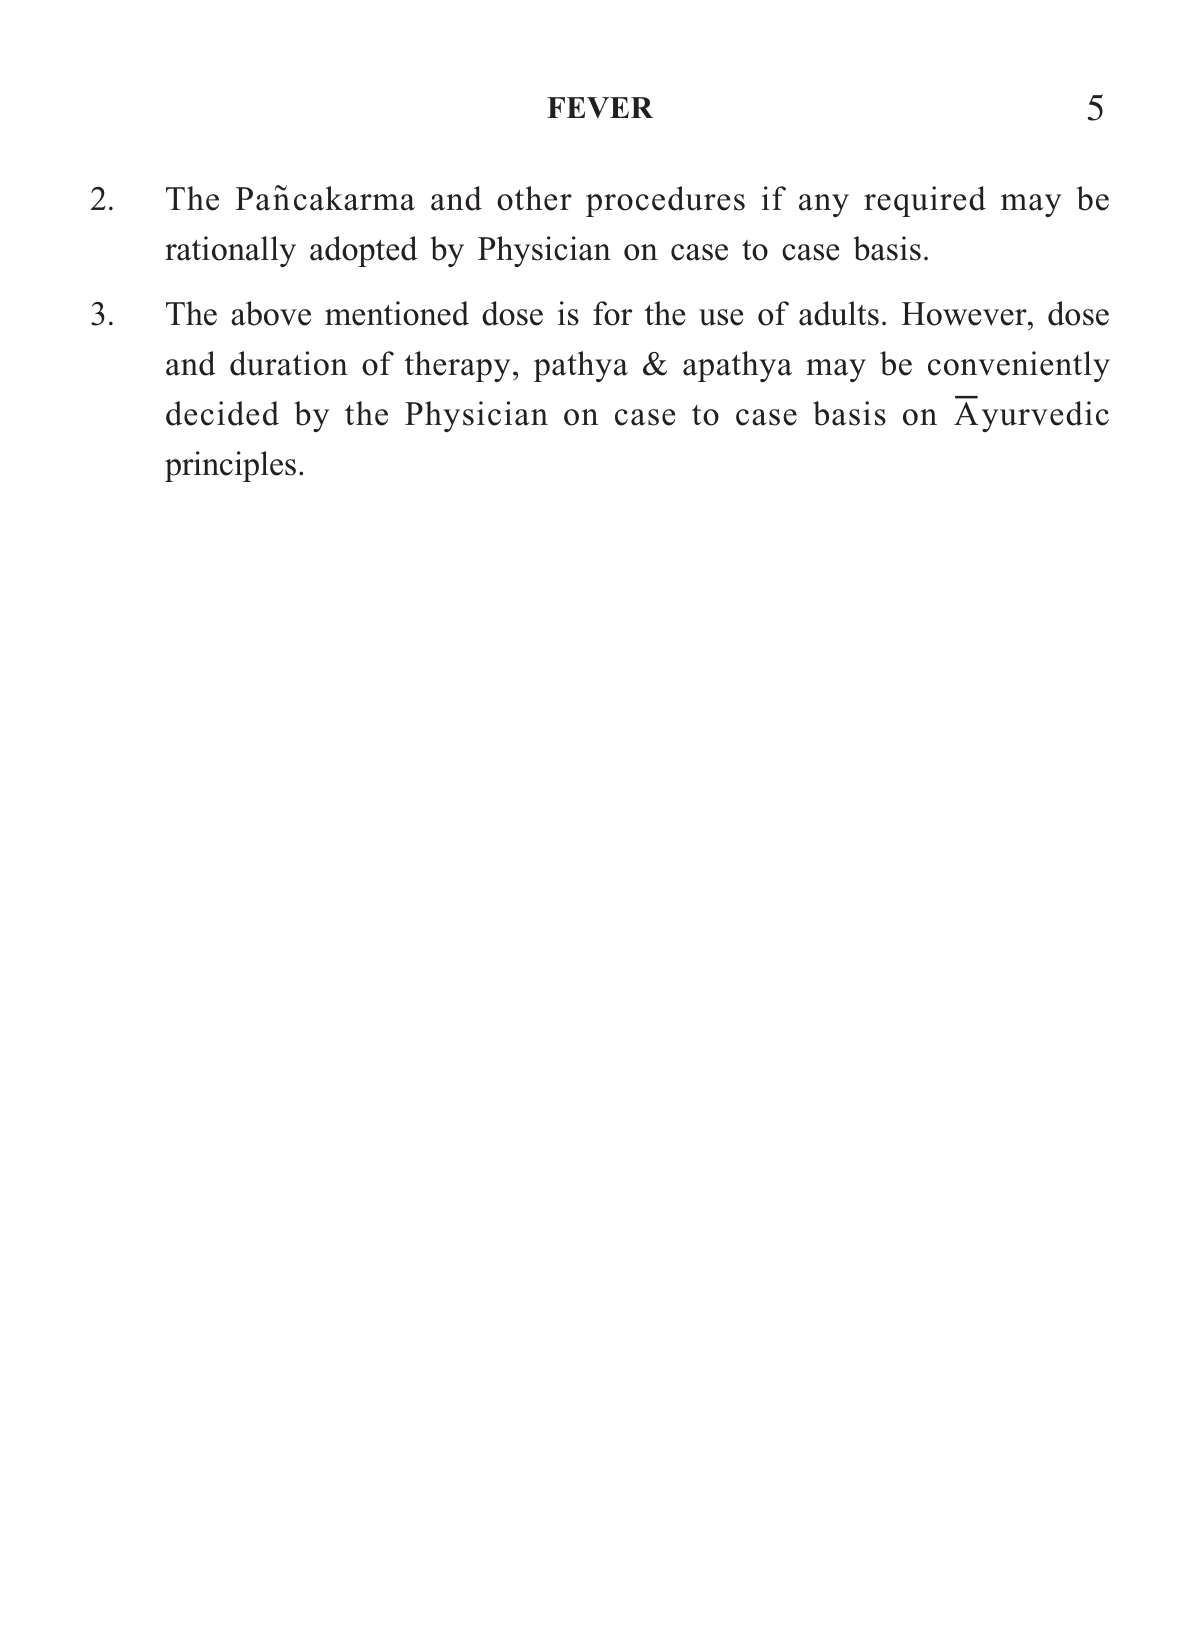 FEVER 5
2. The Pañcakarma and other procedures if any required may be
rationally adopted by Physician on case to case basis.
3. The above mentioned dose is for the use of adults. However, dose
and duration of therapy, pathya & apathya may be conveniently
decided by the Physician on case to case basis on Āyurvedic
principles.